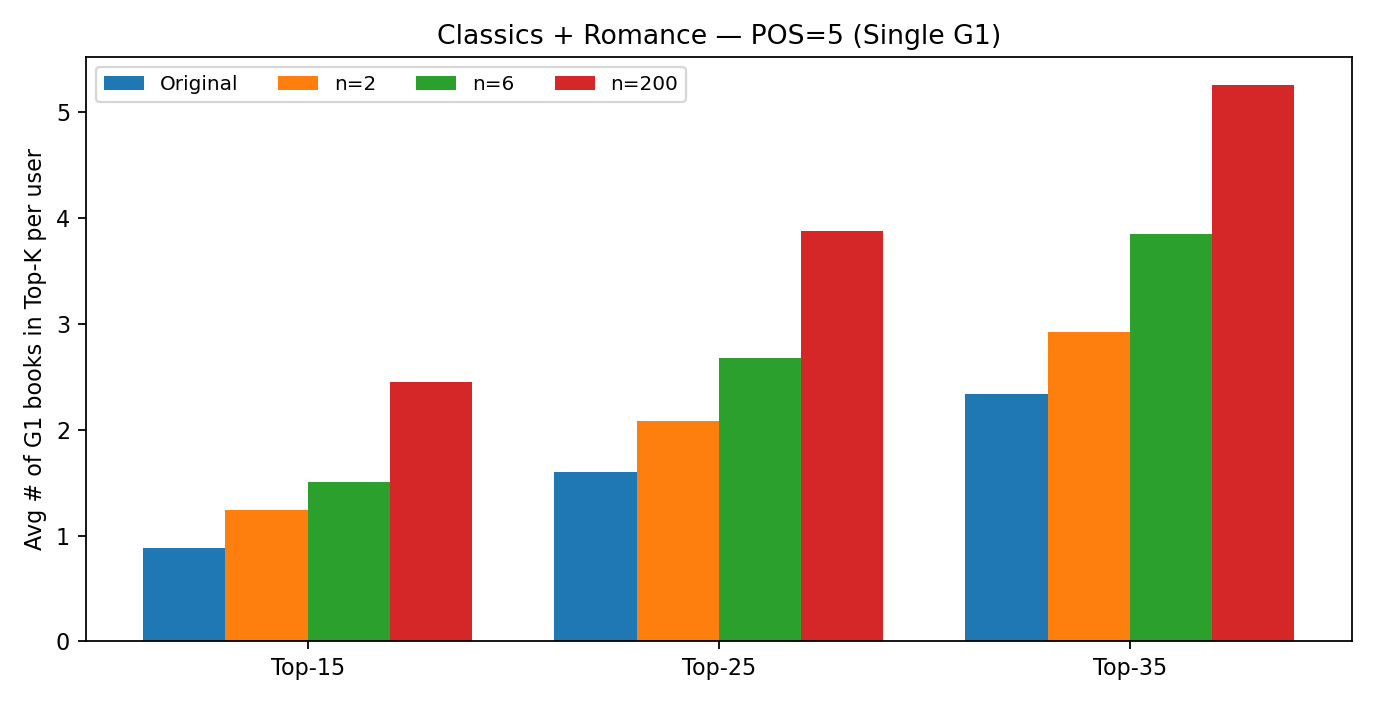 Classics + Romance — POS=5 (Single G1)
Original n=2 n=6 n=200
Avg # of G1 books in Top-K per user
5
4
3
2
1
0
Top-15 Top-25 Top-35